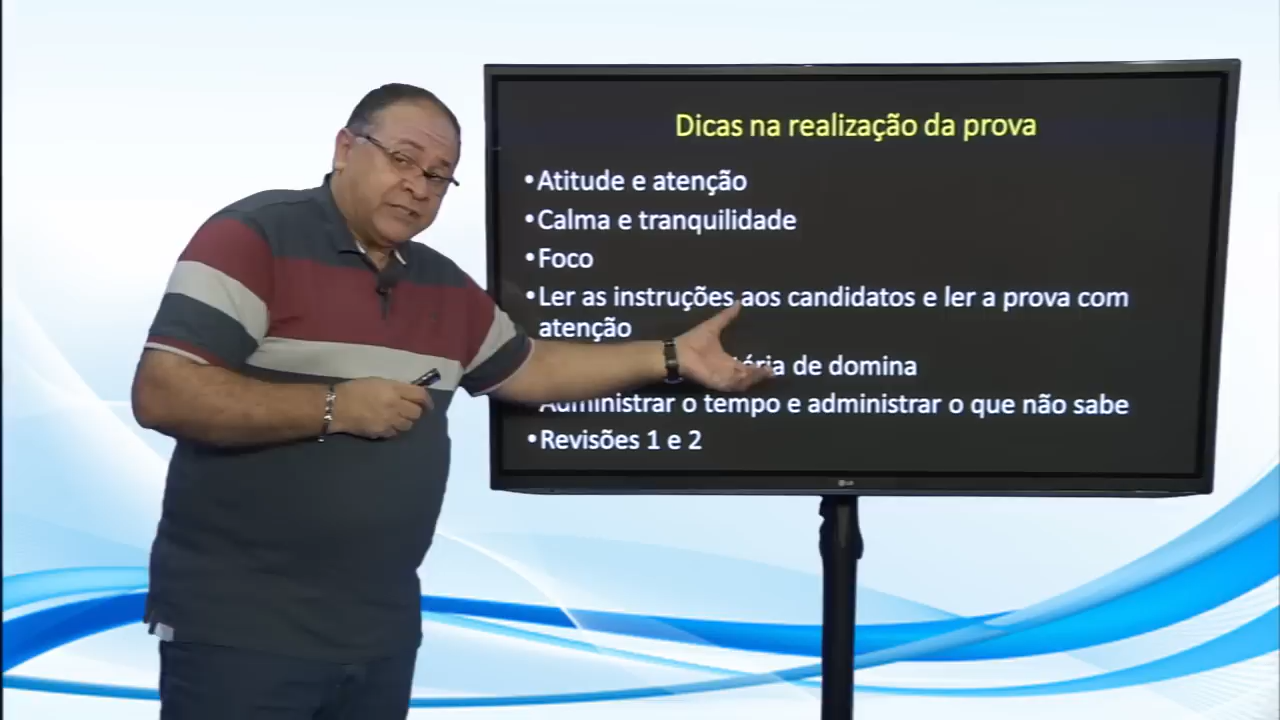 Dicas na realização da prova
•Atitude e atenção
•Calma e tranquilidade
•Foco
•Ler as instruções aos candidatos e ler a prova com
atenção
de domina
Administrar o tempo e administrar o que não sabe
•Revisões 1 e 2
LG